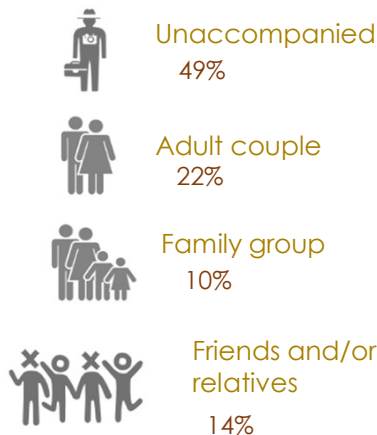 Unaccompanied
49%
Adult couple
22%
Family group
10%
Friends and/or
relatives
14%